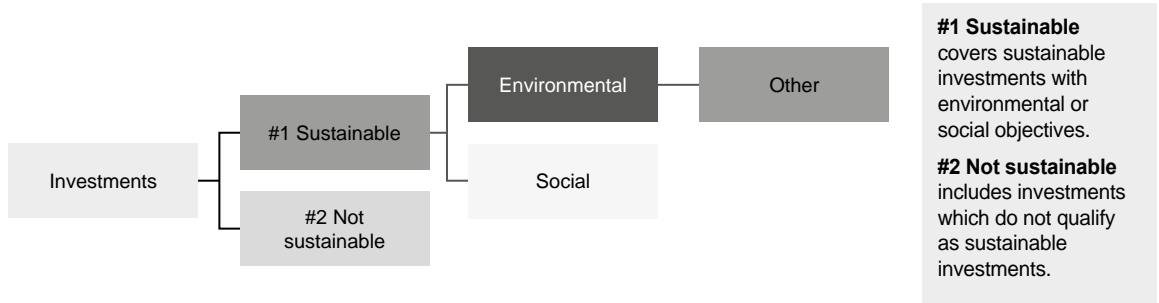 Investments
#1 Sustainable
#2 Not
sustainable
Environmental
Social
Other
#1 Sustainable
covers sustainable
investments with
environmental or
social objectives.
#2 Not sustainable
includes investments
which do not qualify
as sustainable
investments.